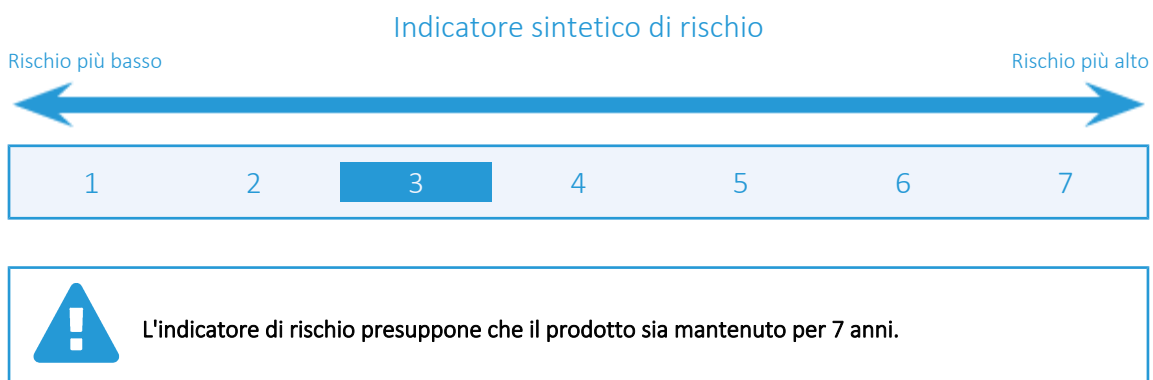 Indicatore sintetico di rischio
Rischio più basso Rischio più alto
1 2 3 4 5 6 7
L'indicatore di rischio presuppone che il prodotto sia mantenuto per 7 anni.